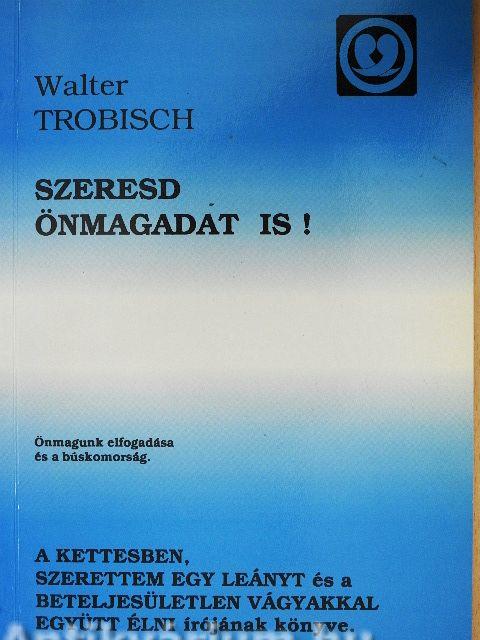 Walter
TROBISCH
SZERESD
ÖNMAGADAT IS !
Önmagunk elfogadása
és a búskomorság.
A KETTESBEN,
SZERETTEM EGY LEÁNYT és a
BETELJESÜLETLEN VÁGYAKKAL
EGYÜTT ÉLNI írójának könyve.